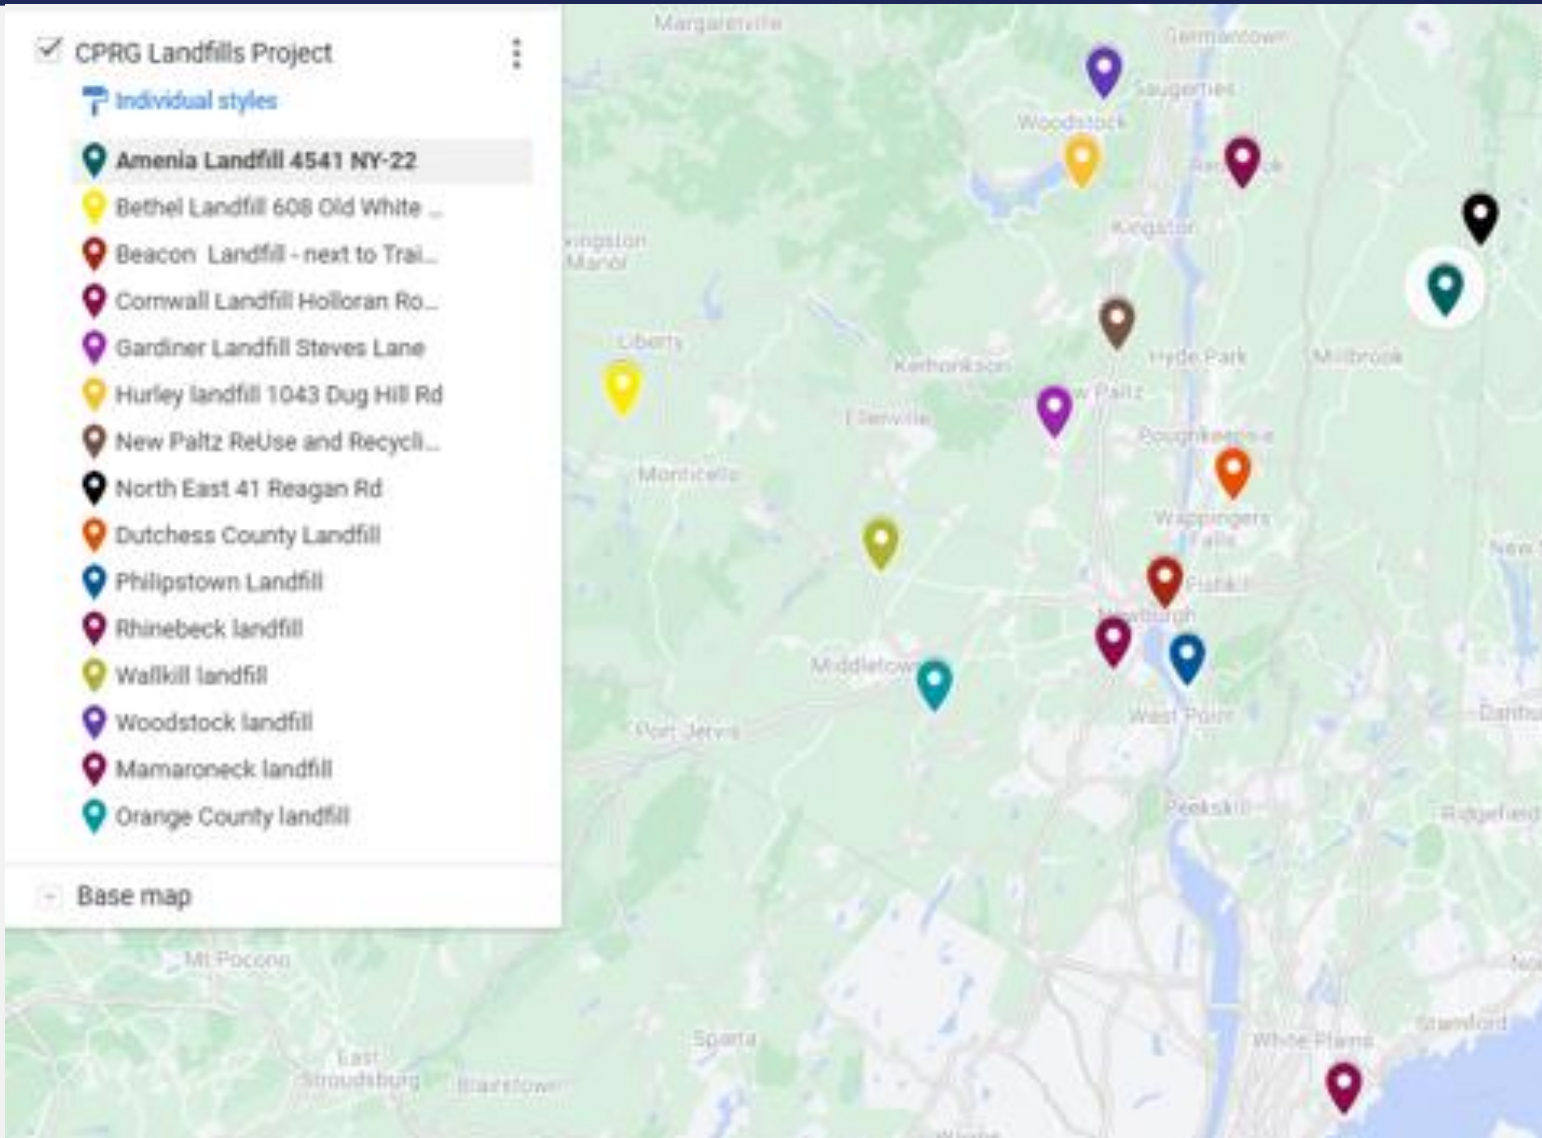 CPRG Landfills Project
Individual styles
Amenia Landfill 4541 NY-22
Bethel Landfill 608 Old White ...
Beacon Landfill - next to Trai...
Cornwall Landfill Holloran Ro...
Gardiner Landfill Steves Lane
Hurley landfill 1043 Dug Hill Rd
New Paltz ReUse and Recycli...
North East 41 Reagan Rd
Dutchess County Landfill
Philipstown Landfill
Rhinebeck landfill
Wallkill landfill
Woodstock landfill
Mamaroneck landfill
Orange County landfill
Base map
Margaretville
Germantown
Saugerties
Woodstock
Kingston
Manor
Liberty
Kerhonkson
Hyde Park
Millbrook
w Paltz
Ellenville
Poughkeepsie
Monticello
Wappingers
Falls
Fishkill
Newburgh
Middletown
Port Jervis
West Point
Peekskill
Ridgefield
Mt Pocono
Sparta
White Plains
Stamford
East
Stroudsburg
Blairstown